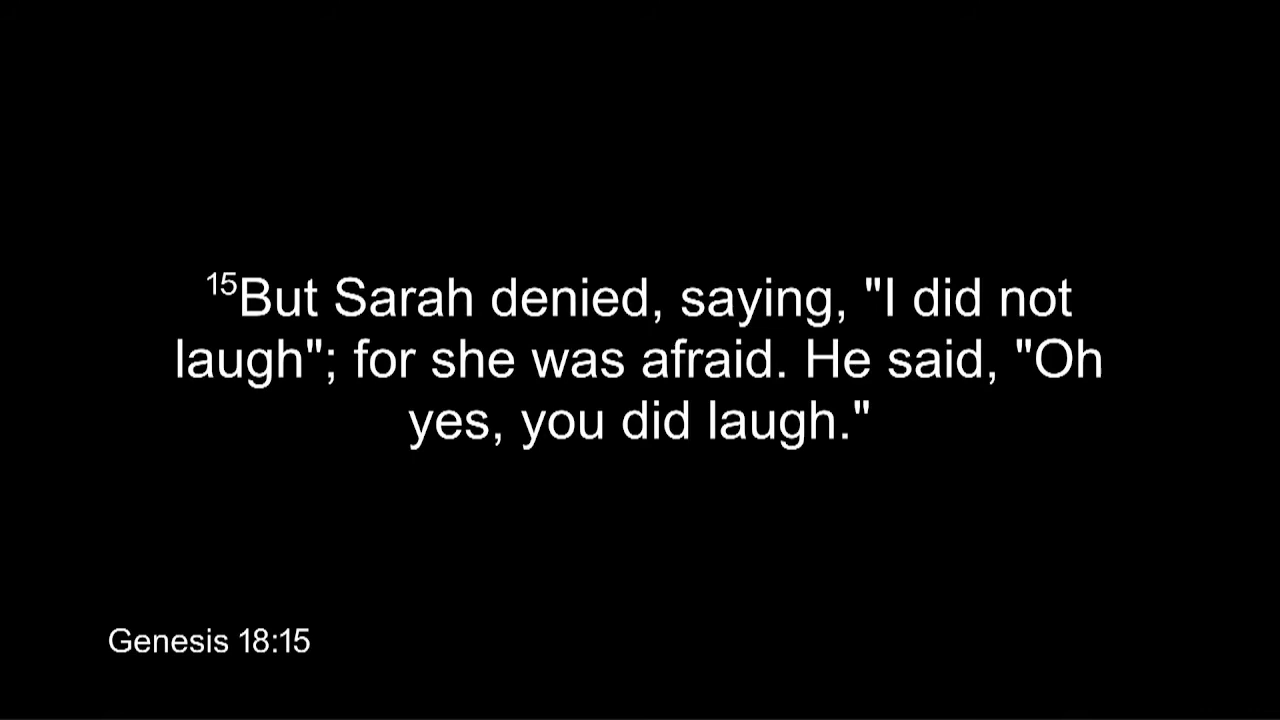 15But Sarah denied, saying, "I did not
laugh"; for she was afraid. He said, "Oh
yes, you did laugh."
Genesis 18:15